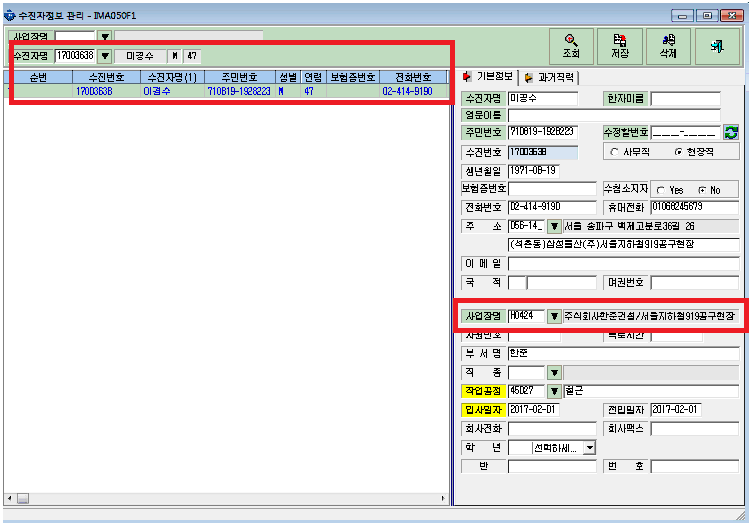 수진자정보 관리 - IMA050F1
사업장명
수진자명 17003638 이경수 M 47
조회 저장 삭제
순번 수진번호 수진자명(1) 주민번호 성별 연령 보험증번호 전화번호
17003638 이경수 710819-1928223 M 47 02-414-9190
기본정보 과거직력
수진자명 이경수 한자이름
영문이름
주민번호 710819-1928223 수정할번호 ___-____
수진번호 17003638 사무직 현장직
생년월일 1971-08-19
보험증번호 수첩소지자 Yes No
전화번호 02-414-9190 휴대전화 01068245679
주 소 056-14_ 서울 송파구 백제고분로36길 26
(석촌동)삼성물산(주)서울지하철919공구현장
이 메 일
국 적 여권번호
사업장명 H0424 주식회사한준건설/서울지하철919공구현장
사원번호 특로시간
부 서 명 한준
직 종
작업공정 45027 철근
입사일자 2017-02-01 전입일자 2017-02-01
회사전화 회사팩스
학 년 선택하세...
반 번 호